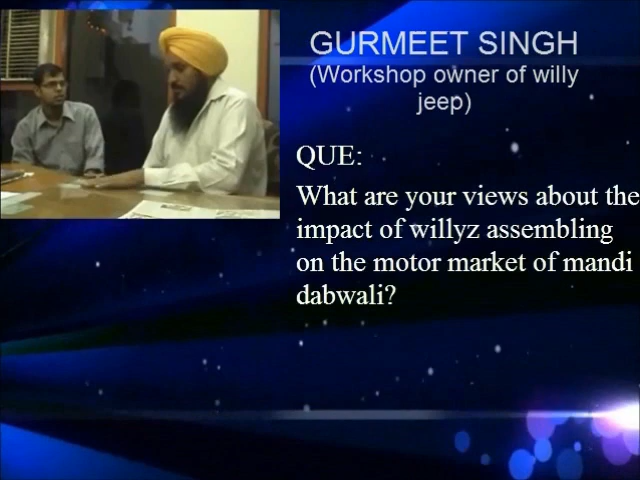 GURMEET SINGH
(Workshop owner of willy
jeep)
QUE:
What are your views about the
impact of willyz assembling
on the motor market of mandi
dabwali?